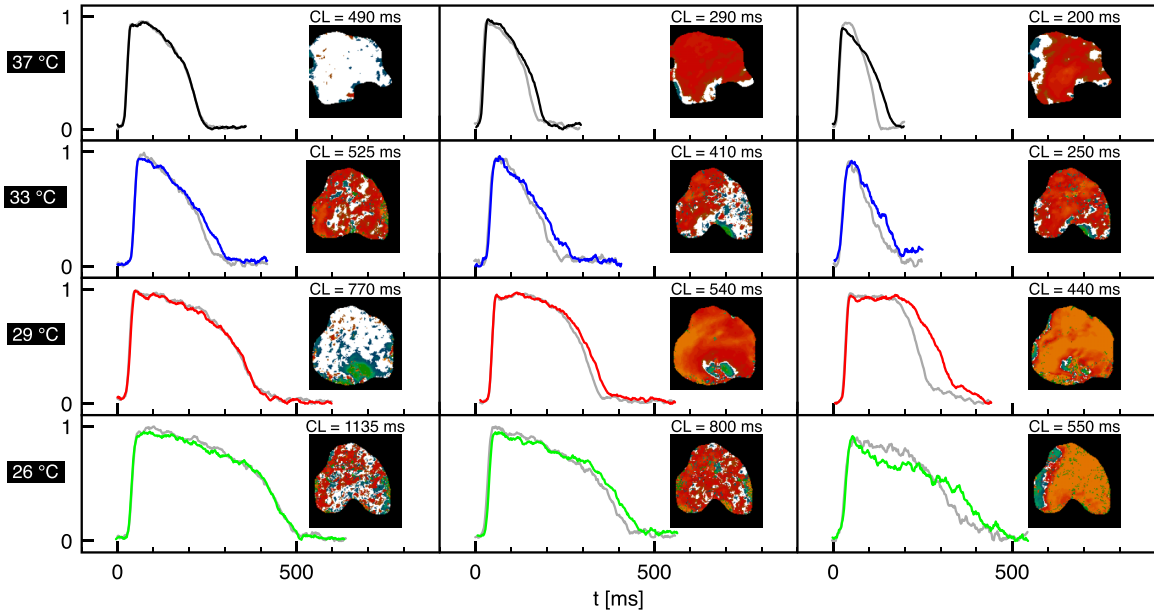 CL = 490 ms CL = 290 ms CL = 200 ms
1
37 °C
0
CL = 525 ms CL = 410 ms CL = 250 ms
1
33 °C
0
CL = 770 ms CL = 540 ms CL = 440 ms
1
29 °C
0
CL = 1135 ms CL = 800 ms CL = 550 ms
1
26 °C
0
0 500 0 500 0 500
t [ms]